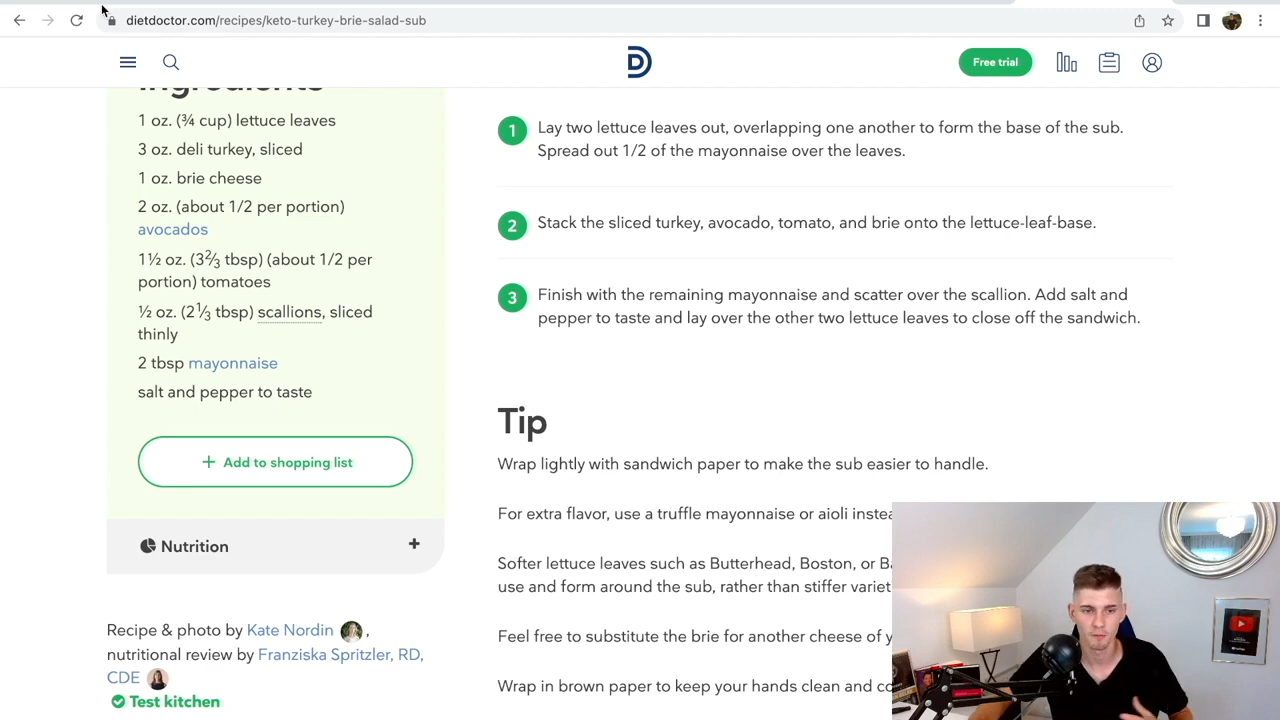 dietdoctor.com/recipes/keto-turkey-brie-salad-sub
D
Free trial
Ingredients
1 oz. (¾ cup) lettuce leaves
3 oz. deli turkey, sliced
1 oz. brie cheese
2 oz. (about 1/2 per portion)
avocados
1½ oz. (3⅔ tbsp) (about 1/2 per
portion) tomatoes
½ oz. (2⅓ tbsp) scallions, sliced
thinly
2 tbsp mayonnaise
salt and pepper to taste
+ Add to shopping list
Nutrition +
Recipe & photo by Kate Nordin ,
nutritional review by Franziska Spritzler, RD,
CDE
Test kitchen
1 Lay two lettuce leaves out, overlapping one another to form the base of the sub.
Spread out 1/2 of the mayonnaise over the leaves.
2 Stack the sliced turkey, avocado, tomato, and brie onto the lettuce-leaf-base.
3 Finish with the remaining mayonnaise and scatter over the scallion. Add salt and
pepper to taste and lay over the other two lettuce leaves to close off the sandwich.
Tip
Wrap lightly with sandwich paper to make the sub easier to handle.
For extra flavor, use a truffle mayonnaise or aioli
Softer lettuce leaves such as Butterhead, Boston, or
use and form around the sub, rather than stiffer
Feel free to substitute the brie for another cheese of
Wrap in brown paper to keep your hands clean and